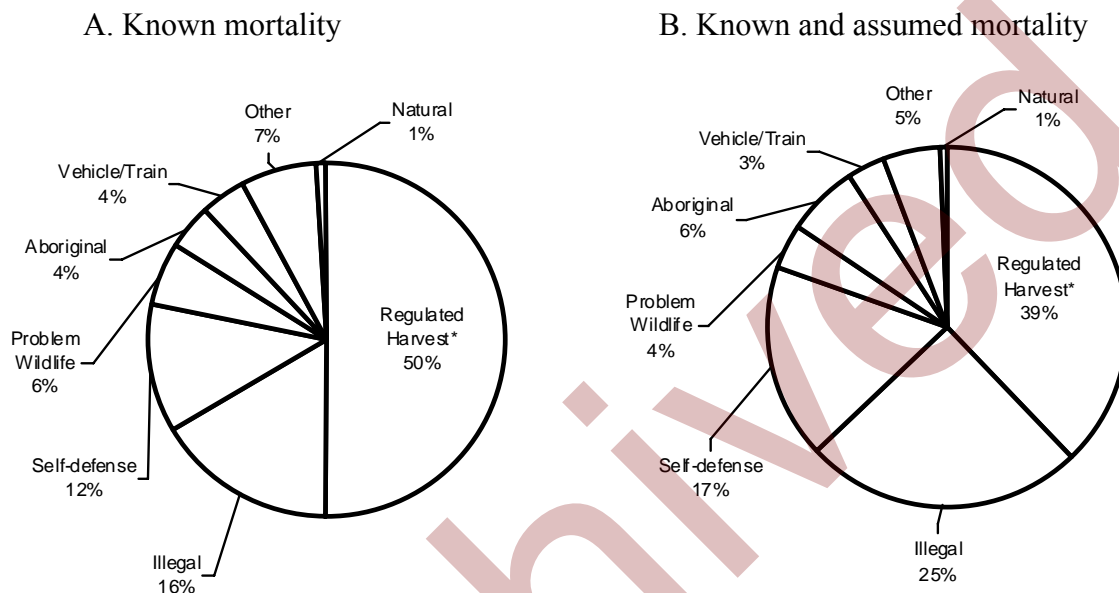 A. Known mortality
Other
7%
Natural
1%
Vehicle/Train
4%
Aboriginal
4%
Problem
Wildlife
6%
Self-defense
12%
Illegal
16%
Regulated
Harvest*
50%
B. Known and assumed mortality
Other
5%
Natural
1%
Vehicle/Train
3%
Aboriginal
6%
Problem
Wildlife
4%
Self-defense
17%
Illegal
25%
Regulated
Harvest*
39%
hived